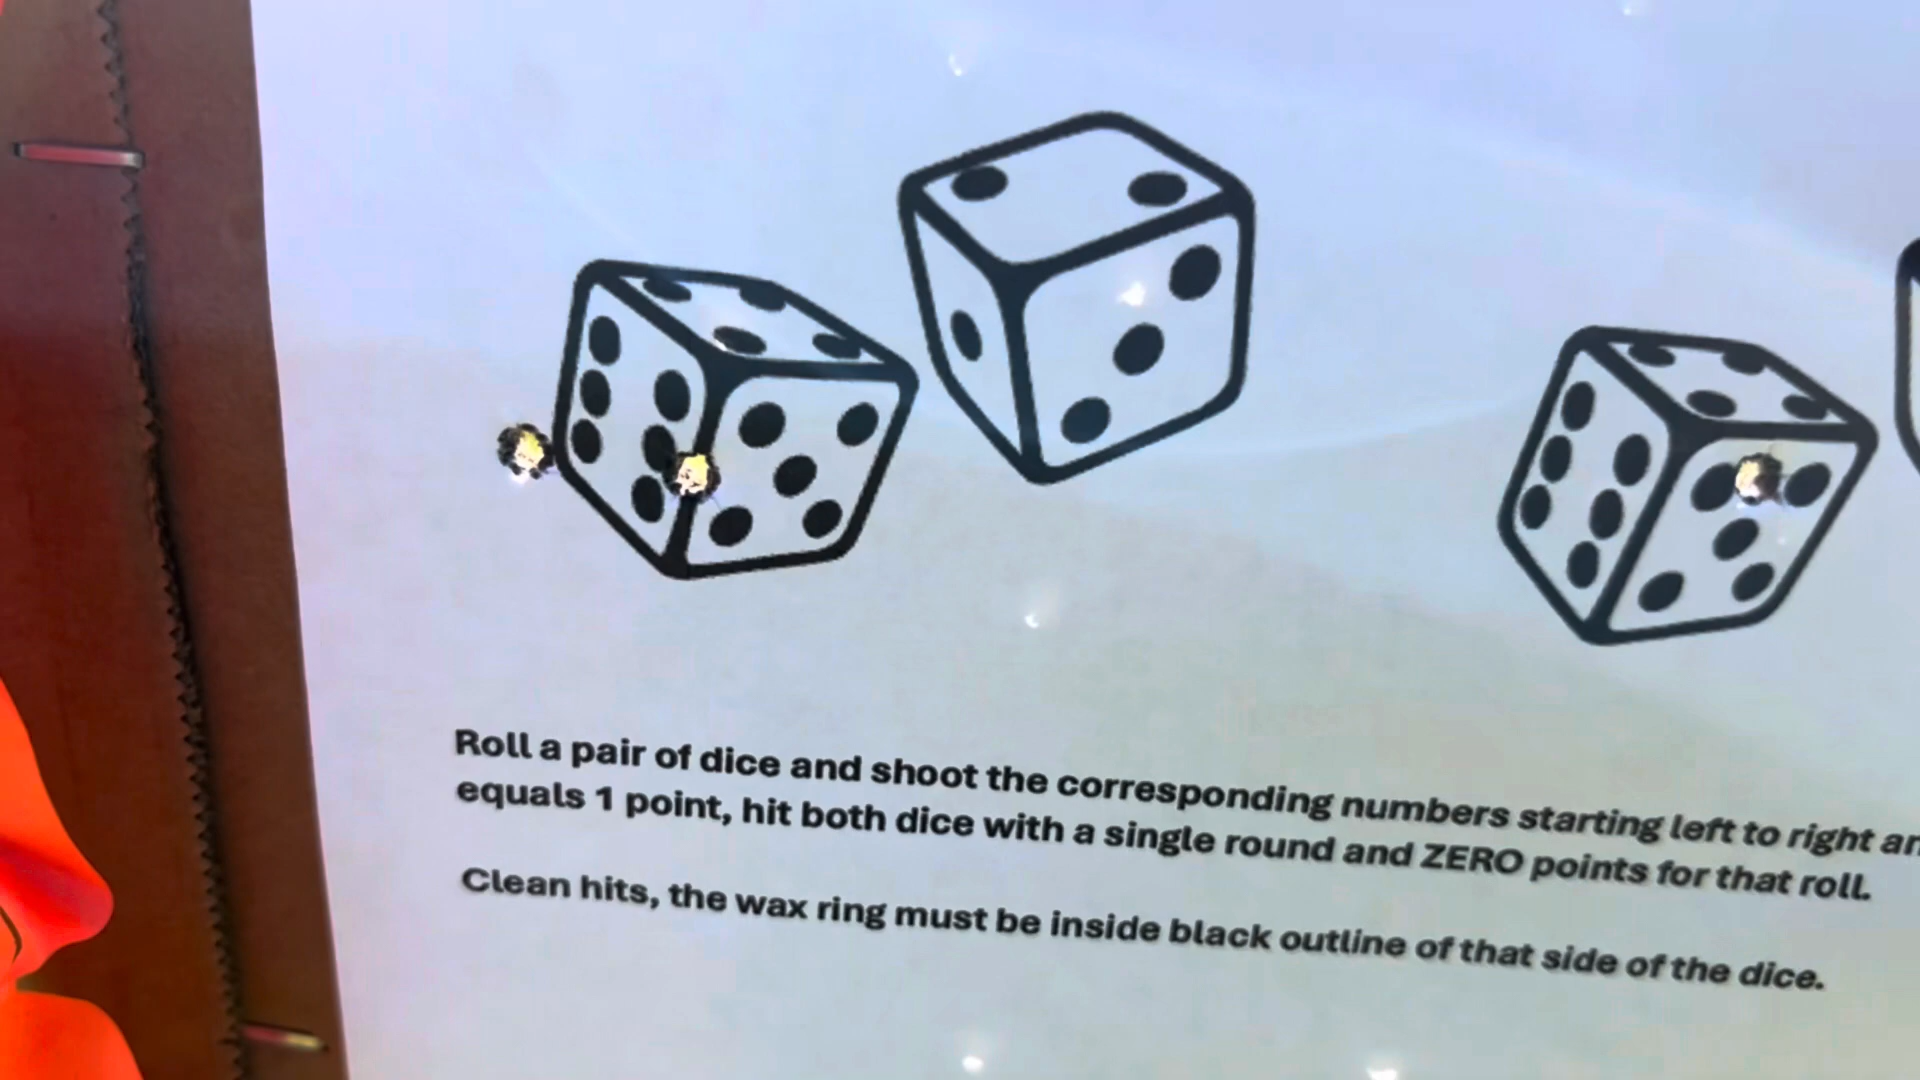 Roll a pair of dice and shoot the corresponding numbers starting left to right
equals 1 point, hit both dice with a single round and ZERO points for that roll.
Clean hits, the wax ring must be inside black outline of that side of the dice.